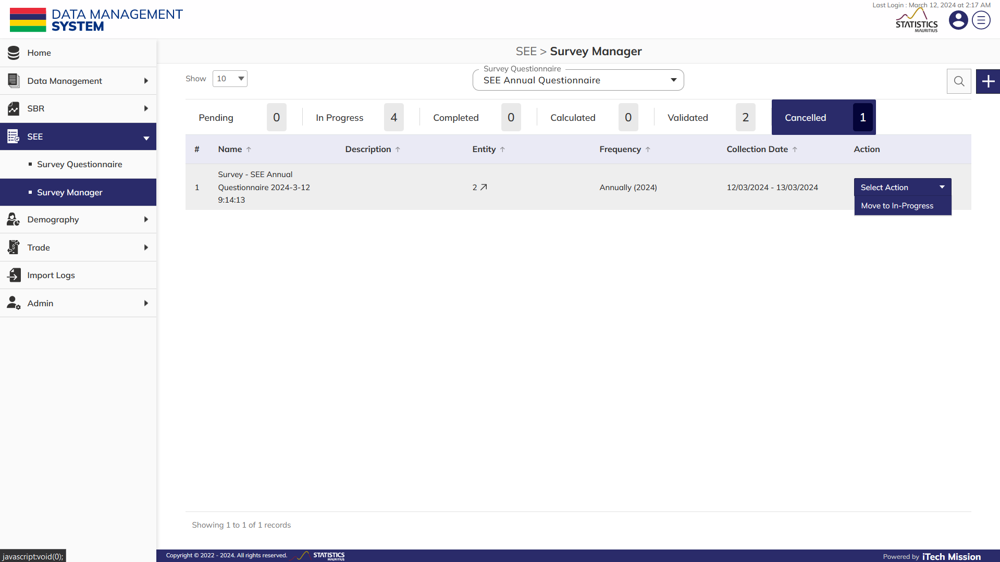 Last Login : March 12, 2024 at 2:17 AM
DATA MANAGEMENT
SYSTEM
STATISTICS
MAURITIUS
Home
Data Management
SBR
SEE
Survey Questionnaire
Survey Manager
Demography
Trade
Import Logs
Admin
SEE > Survey Manager
Show 10
Survey Questionnaire
SEE Annual Questionnaire
Pending 0 In Progress 4 Completed 0 Calculated 0 Validated 2 Cancelled 1
# Name ↑ Description ↑ Entity ↑ Frequency ↑ Collection Date ↑ Action
Survey - SEE Annual
1 Questionnaire 2024-3-12 2 Annually (2024) 12/03/2024 - 13/03/2024 Select Action
9:14:13
Move to In-Progress
Showing 1 to 1 of 1 records
javascript:void(0);
Copyright © 2022 - 2024. All rights reserved. STATISTICS
MAURITIUS
Powered by iTech Mission